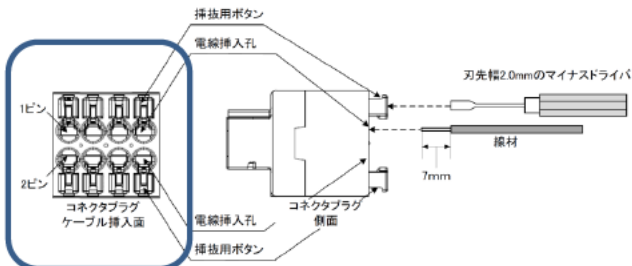 挿抜用ボタン
電線挿入孔
刃先幅2.0mmのマイナスドライバ
1ピン
線材
7mm
2ピン
コネクタプラグ
ケーブル挿入面
電線挿入孔
コネクタプラグ
側面
挿抜用ボタン